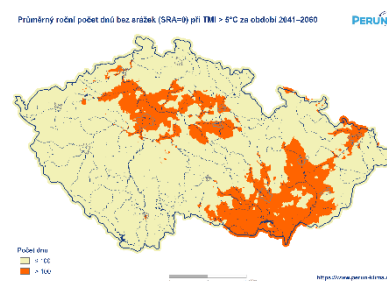 Průměrný roční počet dnů bez srážek (SRA=0) při TMI > 5°C za období 2041–2060
PERUN
Počet dnů
< 100
> 100